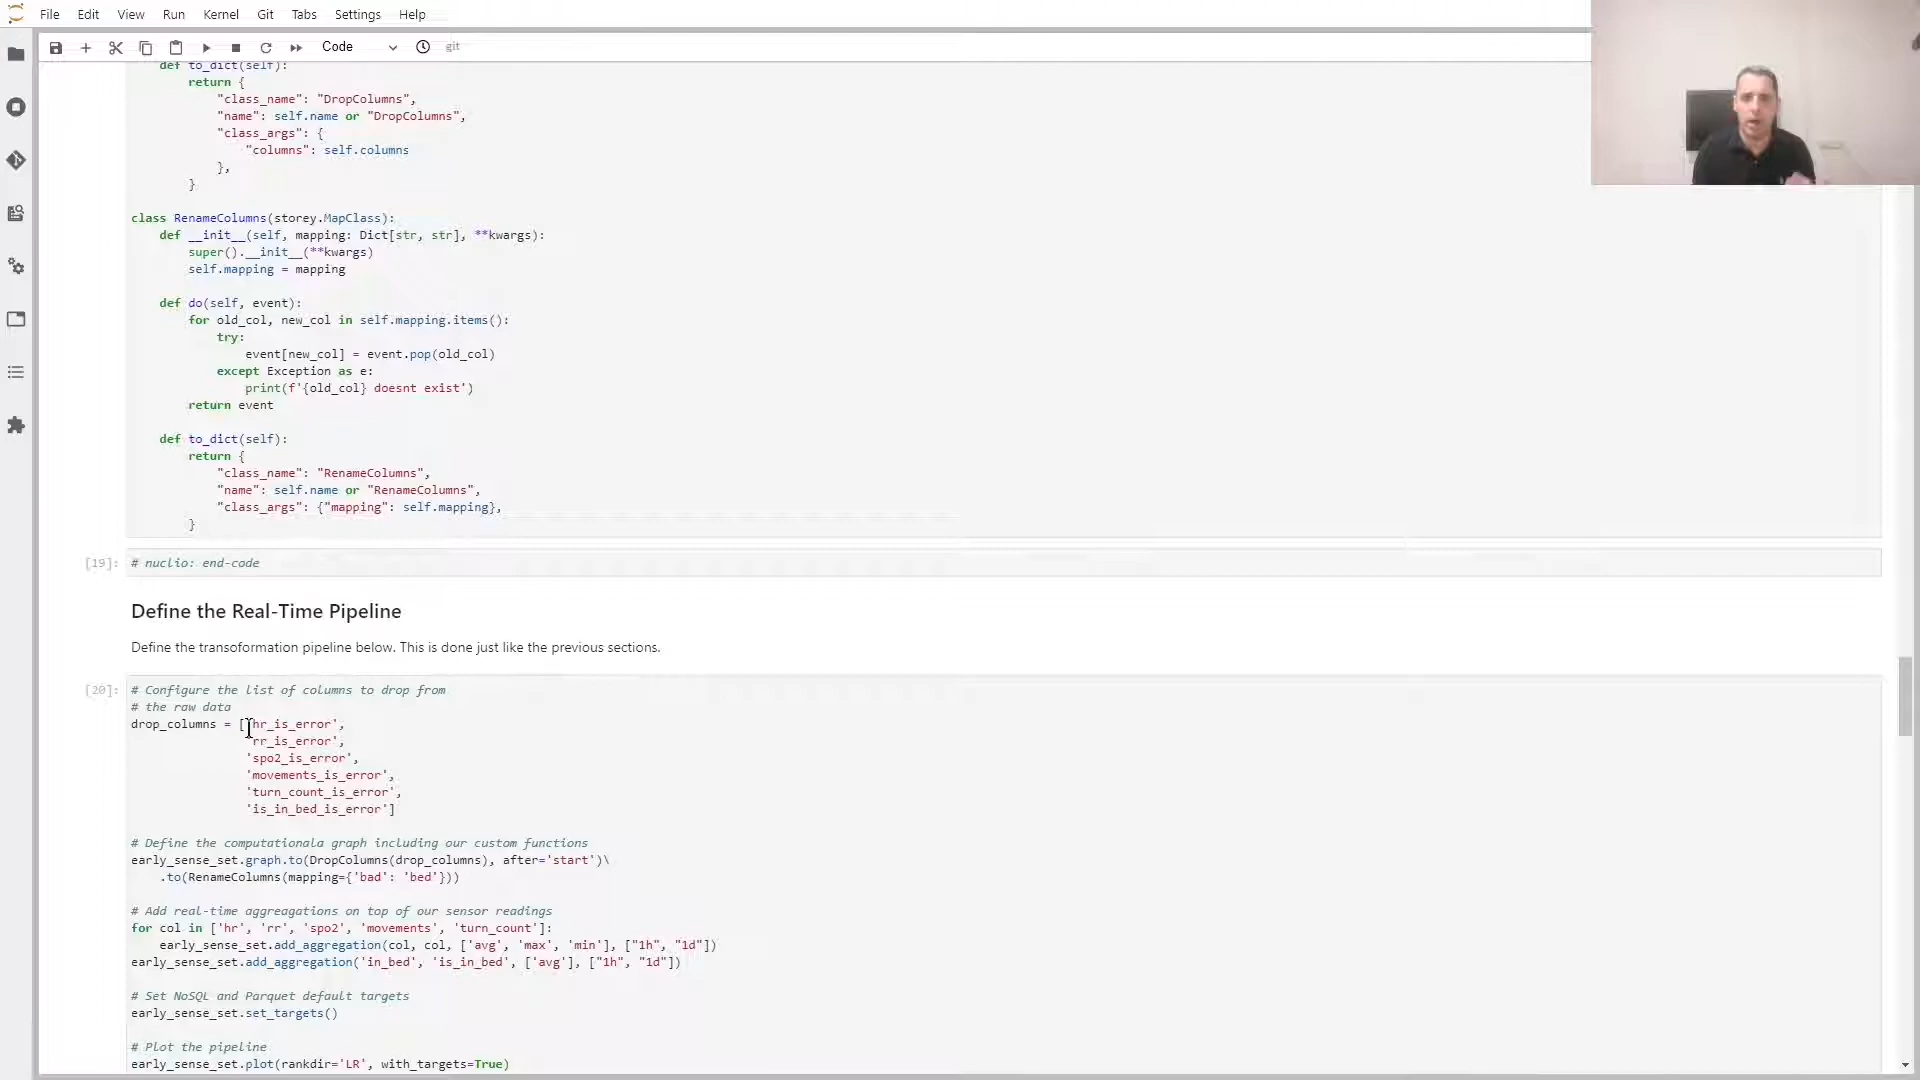 File Edit View Run Kernel Git Tabs Settings Help
Code git
def to_dict(self):
return {
"class_name": "DropColumns",
"name": self.name or "DropColumns",
"class_args": {
"columns": self.columns
},
}
class RenameColumns(storey.MapClass):
def __init__(self, mapping: Dict[str, str], **kwargs):
super().__init__(**kwargs)
self.mapping = mapping
def do(self, event):
for old_col, new_col in self.mapping.items():
try:
event[new_col] = event.pop(old_col)
except Exception as e:
print(f'{old_col} doesnt exist')
return event
def to_dict(self):
return {
"class_name": "RenameColumns",
"name": self.name or "RenameColumns",
"class_args": {"mapping": self.mapping},
}
[19]: # nuclio: end-code
Define the Real-Time Pipeline
Define the transoformation pipeline below. This is done just like the previous sections.
[20]: # Configure the list of columns to drop from
# the raw data
drop_columns = ['hr_is_error',
'rr_is_error',
'spo2_is_error',
'movements_is_error',
'turn_count_is_error',
'is_in_bed_is_error']
# Define the computationala graph including our custom functions
early_sense_set.graph.to(DropColumns(drop_columns), after='start')\
.to(RenameColumns(mapping={'bad': 'bed'}))
# Add real-time aggreagations on top of our sensor readings
for col in ['hr', 'rr', 'spo2', 'movements', 'turn_count']:
early_sense_set.add_aggregation(col, col, ['avg', 'max', 'min'], ["1h", "1d"])
early_sense_set.add_aggregation('in_bed', 'is_in_bed', ['avg'], ["1h", "1d"])
# Set NoSQL and Parquet default targets
early_sense_set.set_targets()
# Plot the pipeline
early_sense_set.plot(rankdir='LR', with_targets=True)